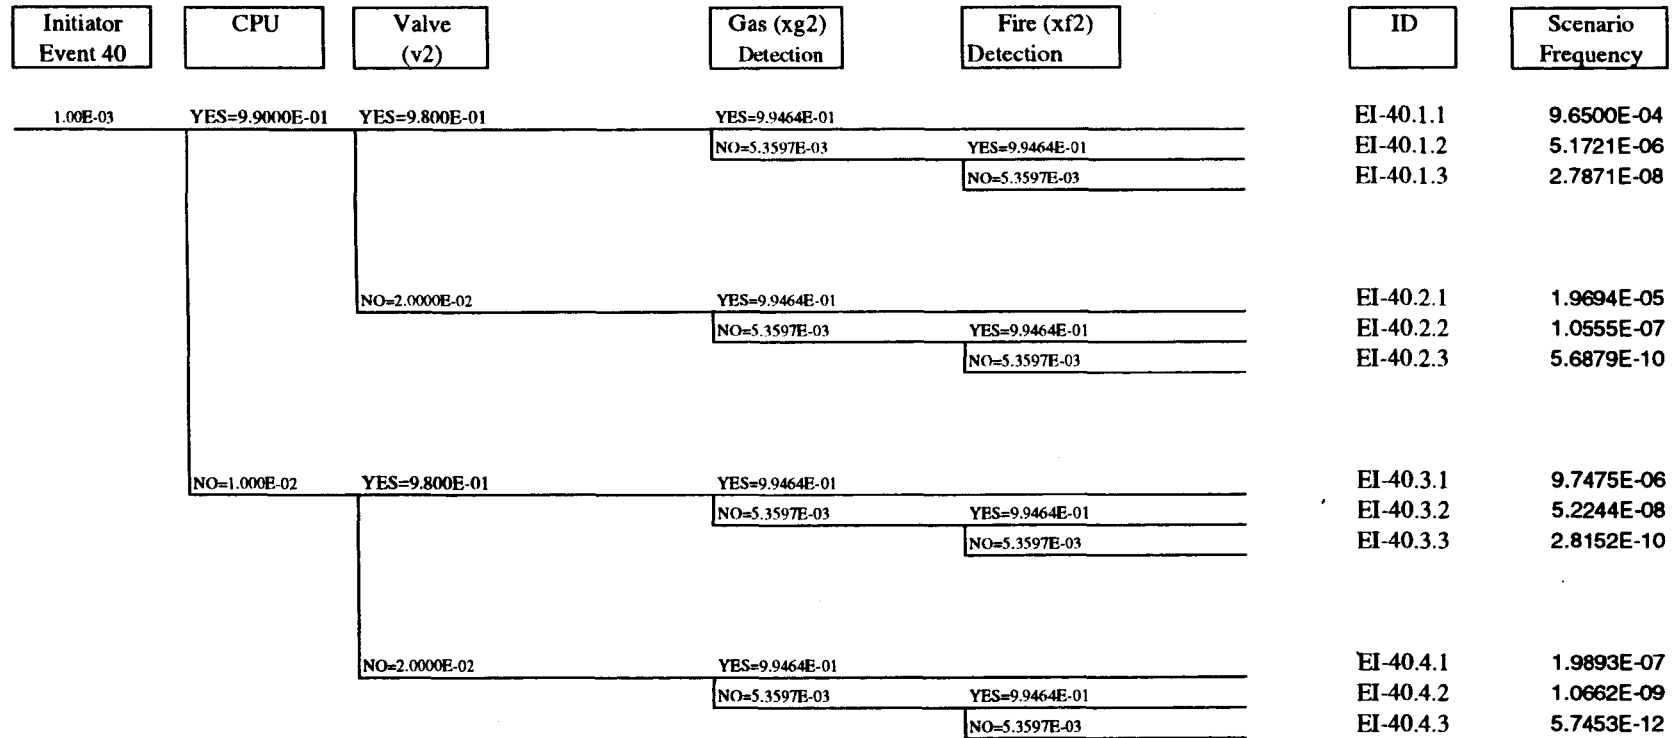 Initiator Event 40
CPU
Valve (v2)
Gas (xg2) Detection
Fire (xf2) Detection
ID
Scenario Frequency
1.00E-03 YES=9.9000E-01 YES=9.800E-01 YES=9.9464E-01 EI-40.1.1 9.6500E-04
NO=5.3597E-03 YES=9.9464E-01 EI-40.1.2 5.1721E-06
NO=5.3597E-03 EI-40.1.3 2.7871E-08
NO=2.0000E-02 YES=9.9464E-01 EI-40.2.1 1.9694E-05
NO=5.3597E-03 YES=9.9464E-01 EI-40.2.2 1.0555E-07
NO=5.3597E-03 EI-40.2.3 5.6879E-10
NO=1.000E-02 YES=9.800E-01 YES=9.9464E-01 EI-40.3.1 9.7475E-06
NO=5.3597E-03 YES=9.9464E-01 EI-40.3.2 5.2244E-08
NO=5.3597E-03 EI-40.3.3 2.8152E-10
NO=2.0000E-02 YES=9.9464E-01 EI-40.4.1 1.9893E-07
NO=5.3597E-03 YES=9.9464E-01 EI-40.4.2 1.0662E-09
NO=5.3597E-03 EI-40.4.3 5.7453E-12